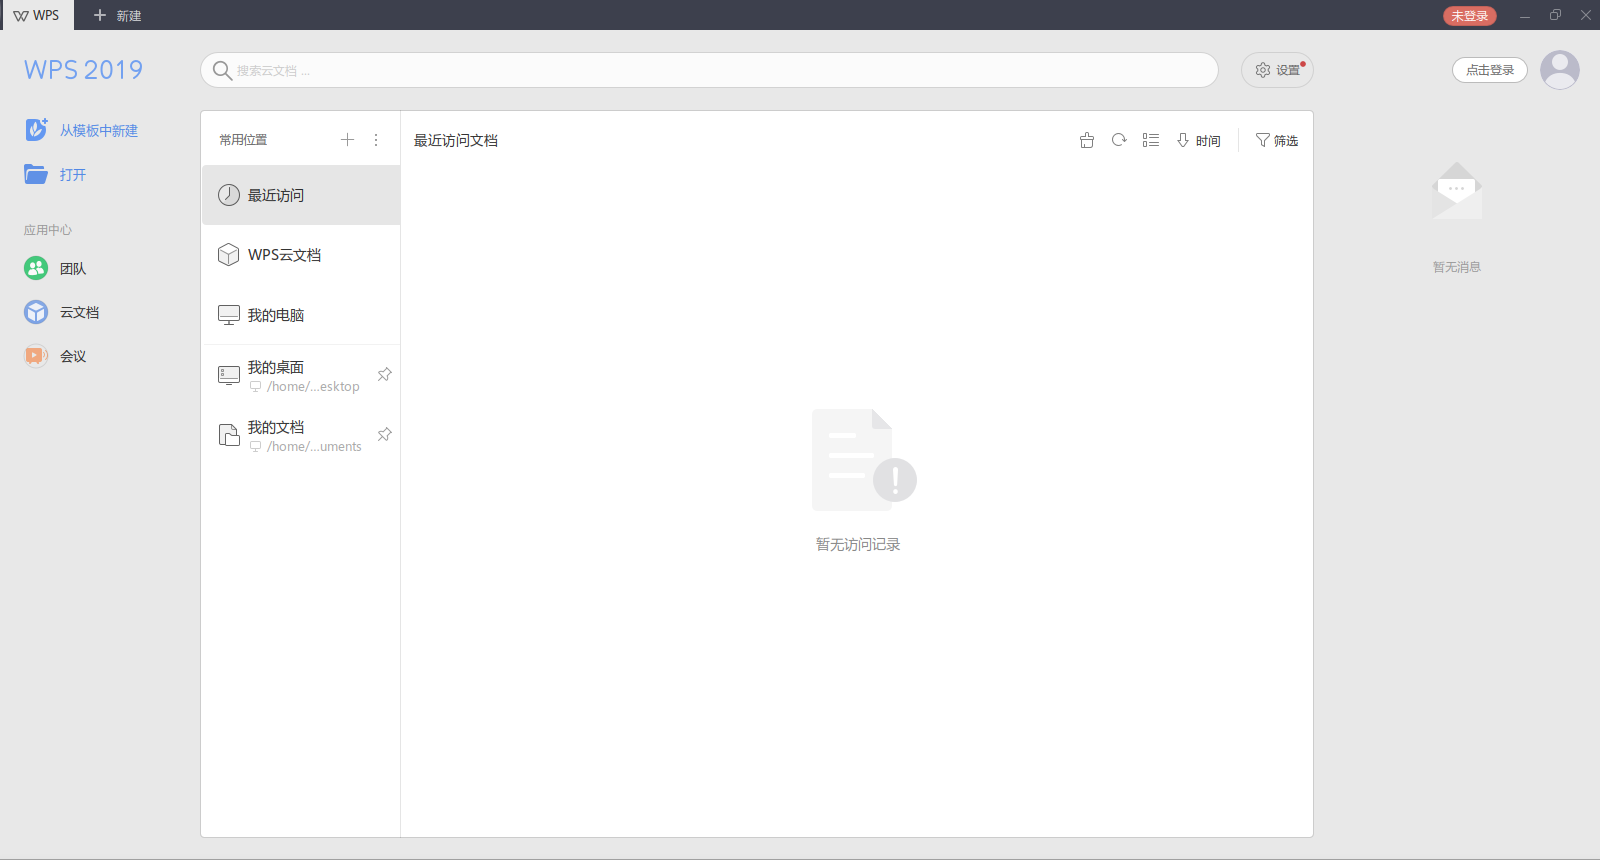 WPS
新建
未登录
WPS 2019
搜索云文档 ...
设置
点击登录
从模板中新建
打开
应用中心
团队
云文档
会议
常用位置
最近访问
WPS云文档
我的电脑
我的桌面
/home/...esktop
我的文档
/home/...uments
最近访问文档
时间
筛选
暂无访问记录
暂无消息